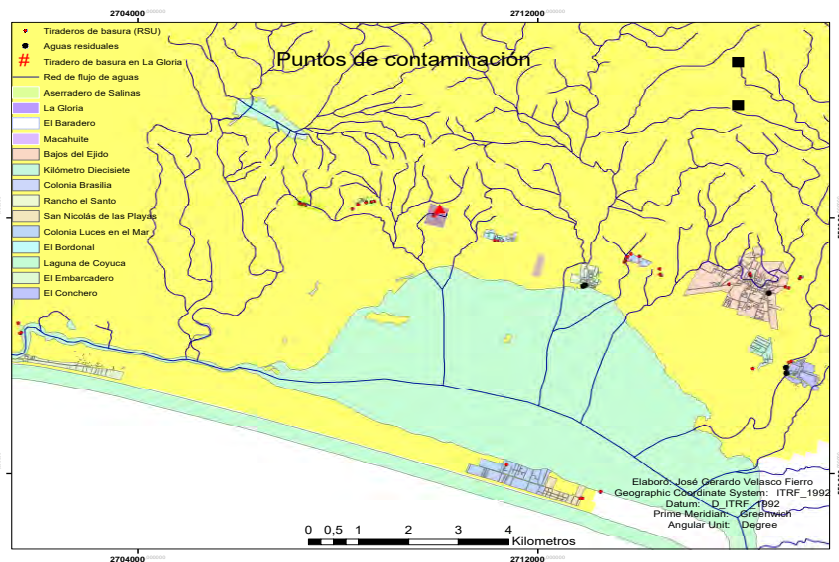 2704000
2712000
Tiraderos de basura (RSU)
Aguas residuales
# Tiradero de basura en La Gloria
Red de flujo de aguas
Aserradero de Salinas
La Gloria
El Baradero
Macahuite
Bajos del Ejido
Kilómetro Diecisiete
Colonia Brasilia
Rancho el Santo
San Nicolás de las Playas
Colonia Luces en el Mar
El Bordonal
Laguna de Coyuca
El Embarcadero
El Conchero
Puntos de contaminación
Elaboró: José Gerardo Velasco Fierro
Geographic Coordinate System: ITRF_1992
Datum: D_ITRF_1992
Prime Meridian: Greenwich
Angular Unit: Degree
0 0,5 1 2 3 4
Kilometros
2704000
2712000